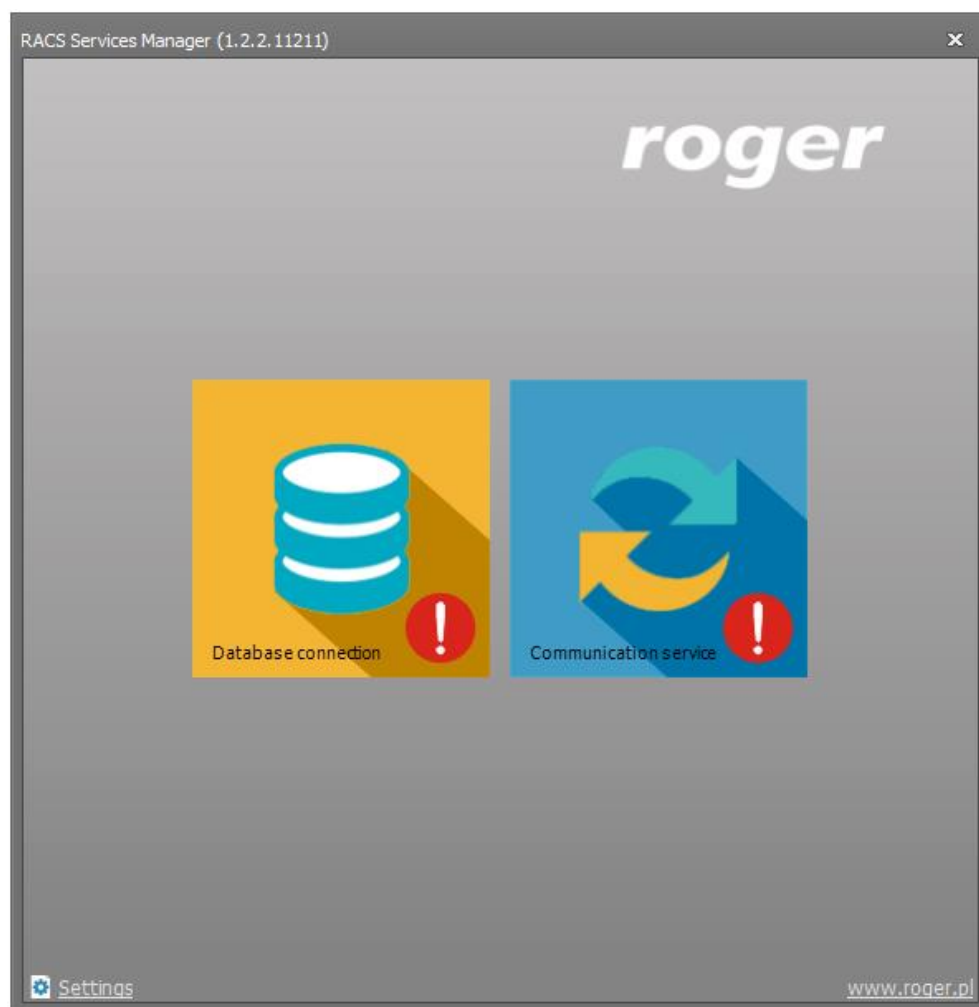 RACS Services Manager (1.2.2.11211)
roger
Database connection
Communication service
Settings
www.roger.pl